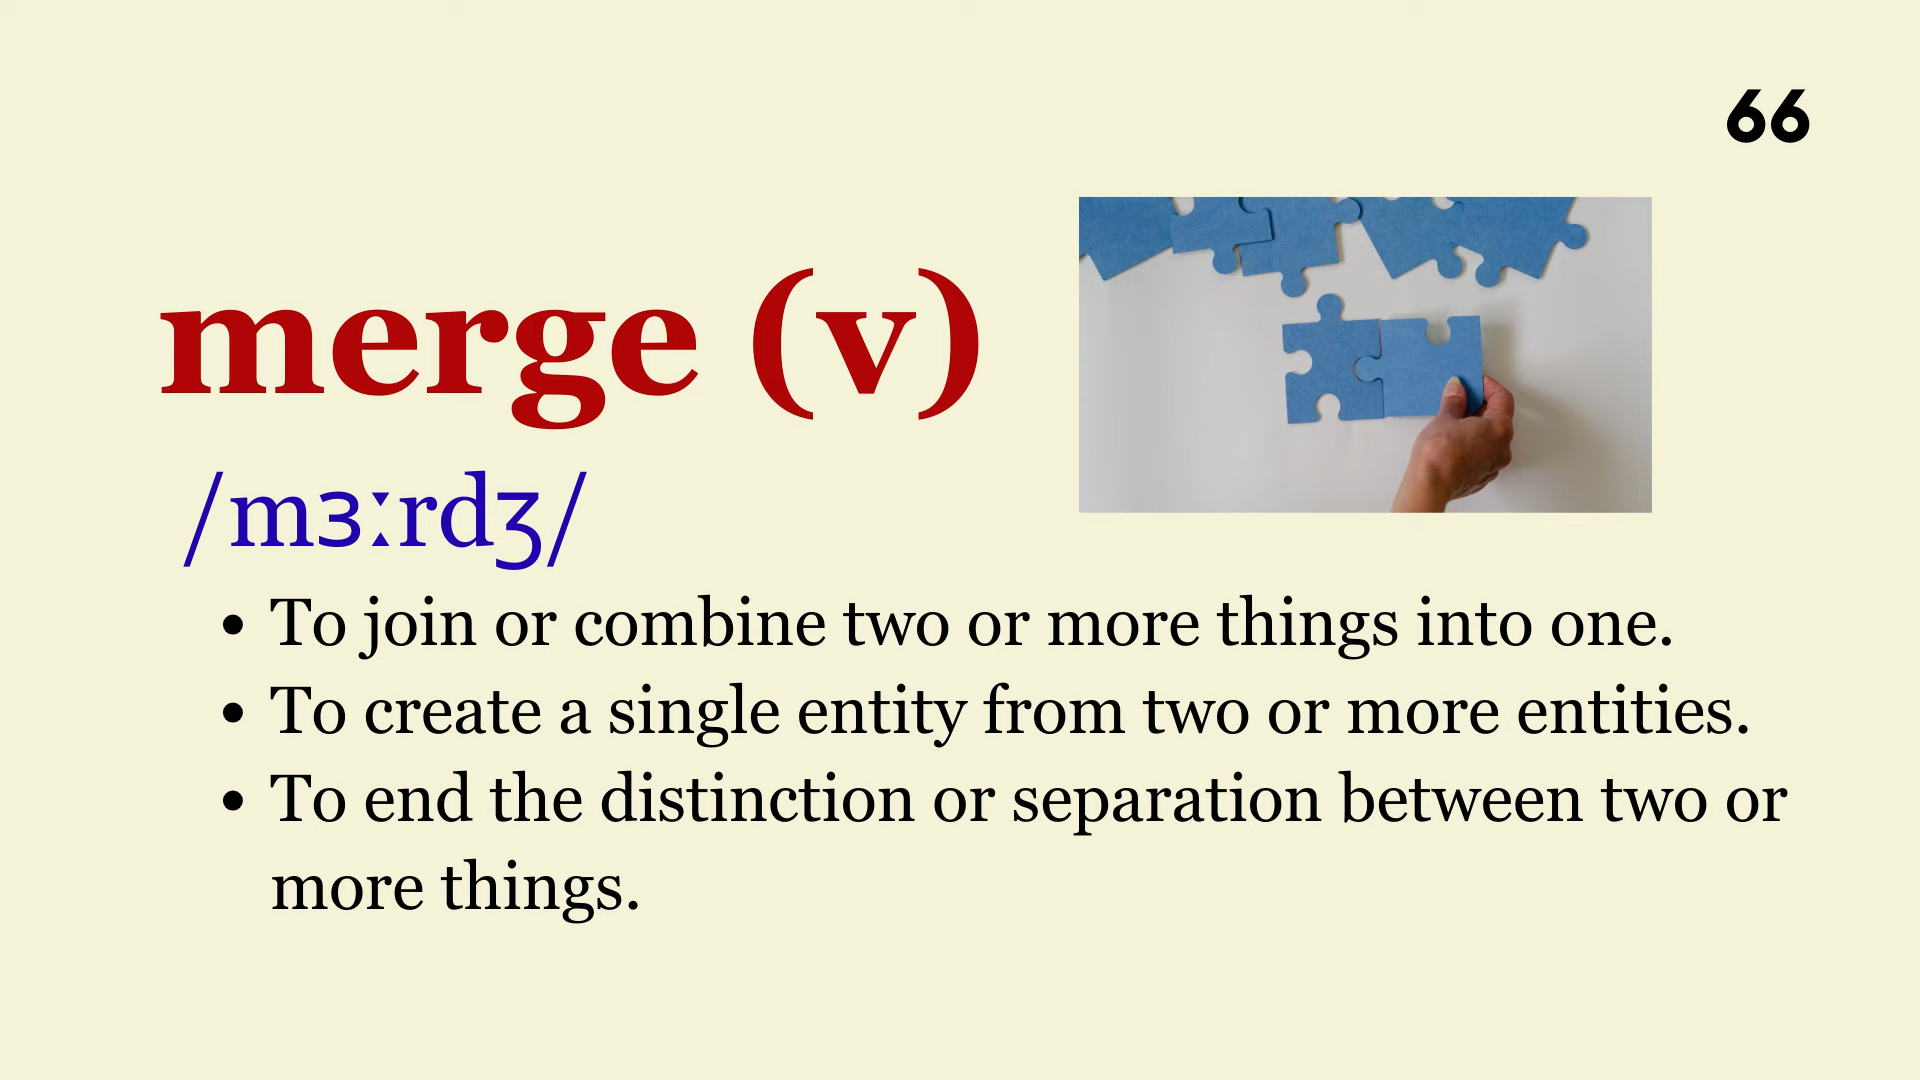 66
merge (v)
/mɜːrdʒ/
• To join or combine two or more things into one.
• To create a single entity from two or more entities.
• To end the distinction or separation between two or
more things.